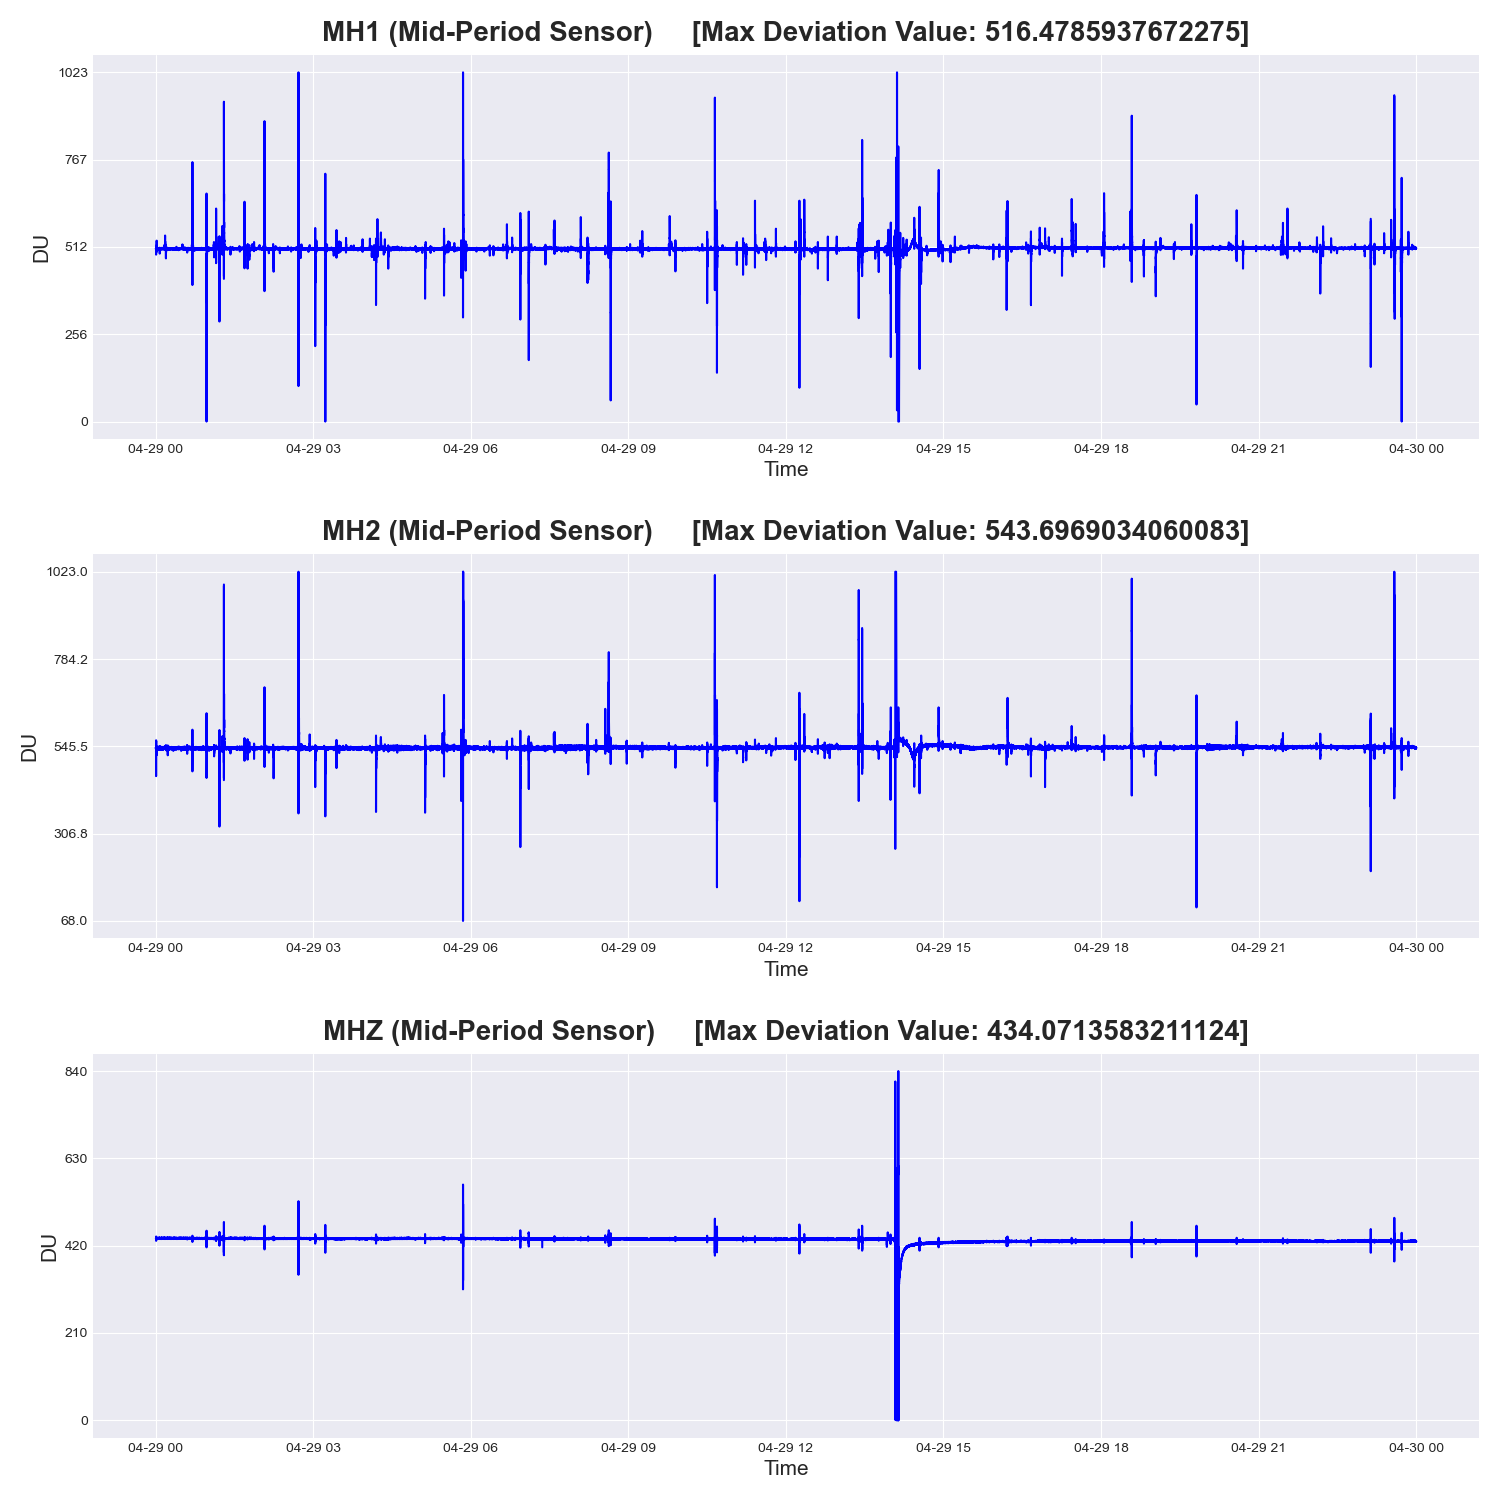 MH1 (Mid-Period Sensor) [Max Deviation Value: 516.4785937672275]
1023
767
512
256
0
DU
04-29 00 04-29 03 04-29 06 04-29 09 04-29 12 04-29 15 04-29 18 04-29 21 04-30 00
Time
MH2 (Mid-Period Sensor) [Max Deviation Value: 543.6969034060083]
1023.0
784.2
545.5
306.8
68.0
DU
04-29 00 04-29 03 04-29 06 04-29 09 04-29 12 04-29 15 04-29 18 04-29 21 04-30 00
Time
MHZ (Mid-Period Sensor) [Max Deviation Value: 434.0713583211124]
840
630
420
210
0
DU
04-29 00 04-29 03 04-29 06 04-29 09 04-29 12 04-29 15 04-29 18 04-29 21 04-30 00
Time